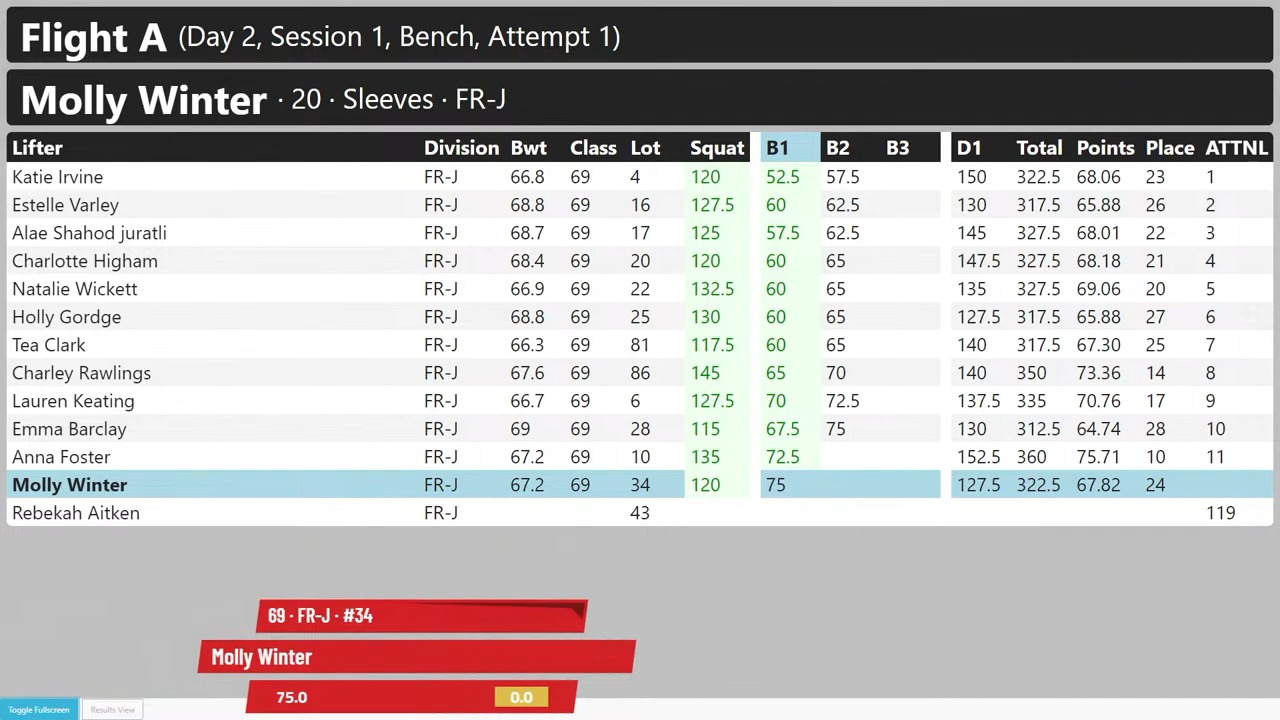 Flight A (Day 2, Session 1, Bench, Attempt 1)
Molly Winter · 20 · Sleeves · FR-J
Lifter Division Bwt Class Lot Squat B1 B2 B3 D1 Total Points Place ATTNL
Katie Irvine FR-J 66.8 69 4 120 52.5 57.5 150 322.5 68.06 23 1
Estelle Varley FR-J 68.8 69 16 127.5 60 62.5 130 317.5 65.88 26 2
Alae Shahod juratli FR-J 68.7 69 17 125 57.5 62.5 145 327.5 68.01 22 3
Charlotte Higham FR-J 68.4 69 20 120 60 65 147.5 327.5 68.18 21 4
Natalie Wickett FR-J 66.9 69 22 132.5 60 65 135 327.5 69.06 20 5
Holly Gordge FR-J 68.8 69 25 130 60 65 127.5 317.5 65.88 27 6
Tea Clark FR-J 66.3 69 81 117.5 60 65 140 317.5 67.30 25 7
Charley Rawlings FR-J 67.6 69 86 145 65 70 140 350 73.36 14 8
Lauren Keating FR-J 66.7 69 6 127.5 70 72.5 137.5 335 70.76 17 9
Emma Barclay FR-J 69 69 28 115 67.5 75 130 312.5 64.74 28 10
Anna Foster FR-J 67.2 69 10 135 72.5 152.5 360 75.71 10 11
Molly Winter FR-J 67.2 69 34 120 75 127.5 322.5 67.82 24
Rebekah Aitken FR-J 43 119
69 · FR-J · #34
Molly Winter
75.0 0.0
Toggle Fullscreen Results View